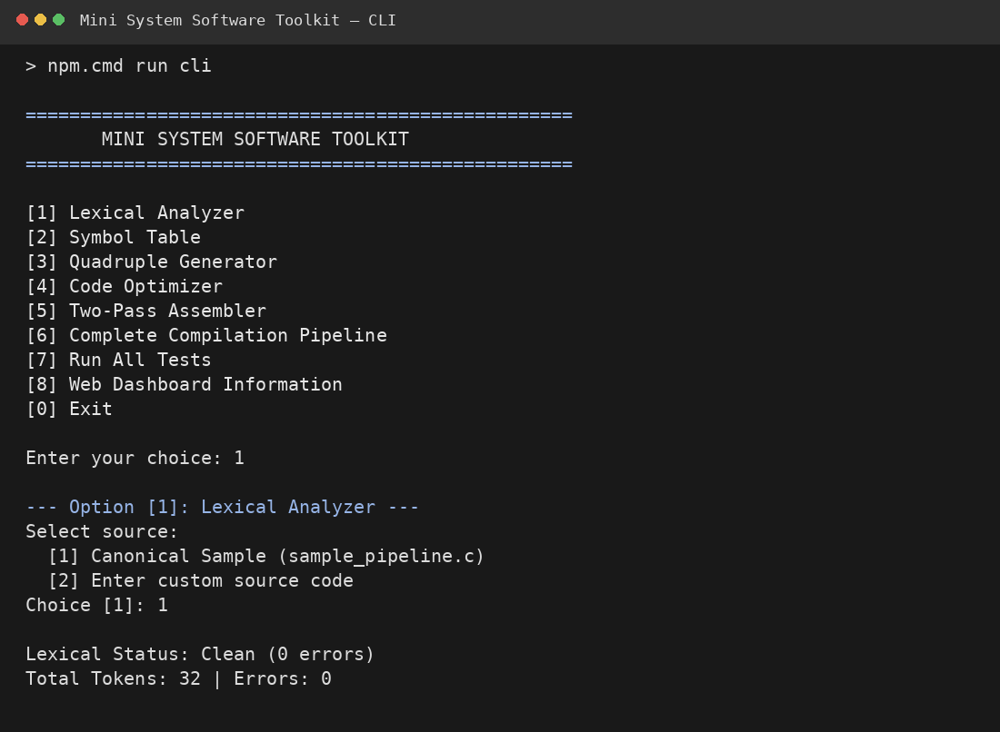 Mini System Software Toolkit — CLI
> npm.cmd run cli
==================================================
MINI SYSTEM SOFTWARE TOOLKIT
==================================================
[1] Lexical Analyzer
[2] Symbol Table
[3] Quadruple Generator
[4] Code Optimizer
[5] Two-Pass Assembler
[6] Complete Compilation Pipeline
[7] Run All Tests
[8] Web Dashboard Information
[0] Exit
Enter your choice: 1
--- Option [1]: Lexical Analyzer ---
Select source:
[1] Canonical Sample (sample_pipeline.c)
[2] Enter custom source code
Choice [1]: 1
Lexical Status: Clean (0 errors)
Total Tokens: 32 | Errors: 0